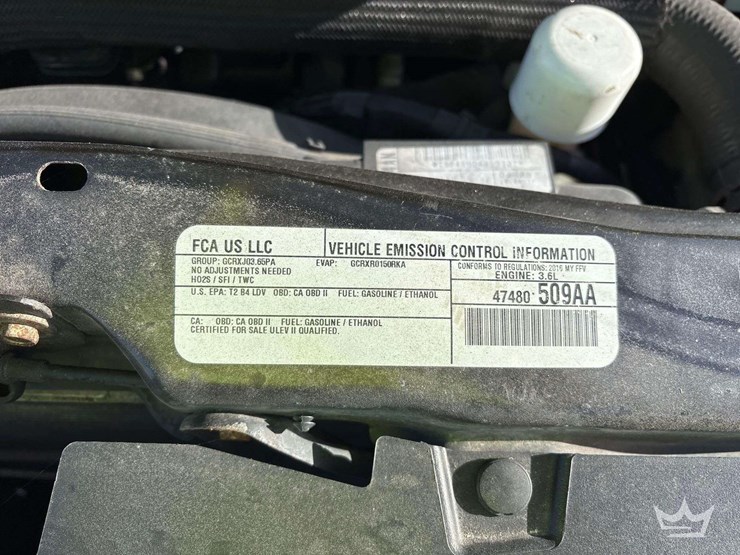 FCA US LLC
VEHICLE EMISSION CONTROL INFORMATION
GROUP: GCRXJ03.65PA EVAP: GCRXR0150RKA
NO ADJUSTMENTS NEEDED
HO2S / SFI / TWC
CONFORMS TO REGULATIONS: 2016 MY FFV
ENGINE: 3.6L
U.S. EPA: T2 B4 LDV OBD: CA OBD II FUEL: GASOLINE / ETHANOL
47480 509AA
CA: OBD: CA OBD II FUEL: GASOLINE / ETHANOL
CERTIFIED FOR SALE ULEV II QUALIFIED.